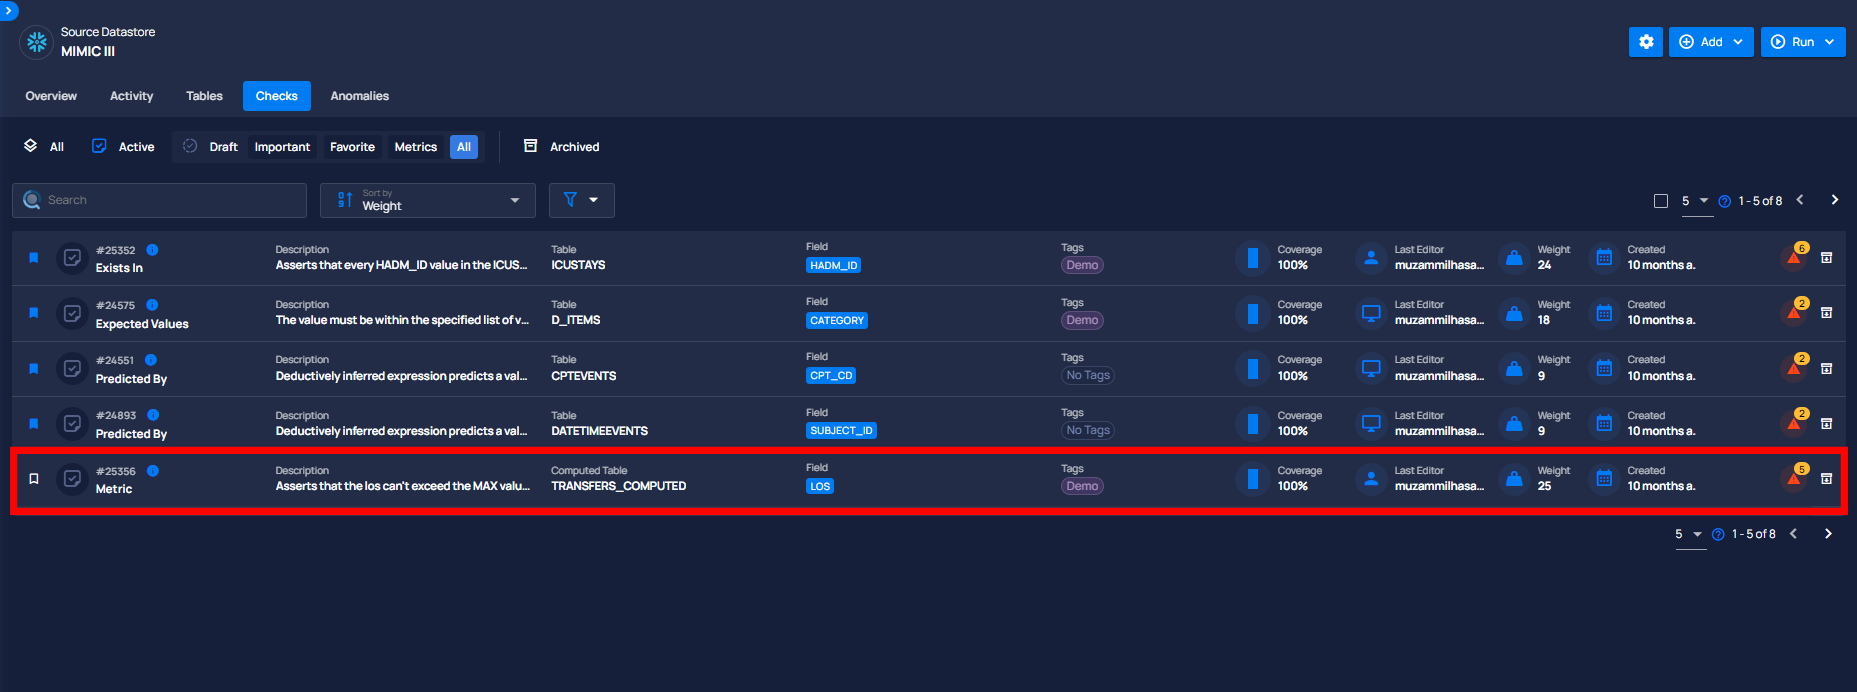 Source Datastore
MIMIC III
Add
Run
Overview Activity Tables Checks Anomalies
All Active Draft Important Favorite Metrics All Archived
Search
Sort by
Weight
5 1 - 5 of 8
#25352 Description Table Field Tags Coverage Last Editor Weight Created 6
Exists In Asserts that every HADM_ID value in the ICUS... ICUSTAYS HADM_ID Demo 100% muzammilhasa... 24 10 months a.
#24575 Description Table Field Tags Coverage Last Editor Weight Created 2
Expected Values The value must be within the specified list of v... D_ITEMS CATEGORY Demo 100% muzammilhasa... 18 10 months a.
#24551 Description Table Field Tags Coverage Last Editor Weight Created 2
Predicted By Deductively inferred expression predicts a val... CPTEVENTS CPT_CD No Tags 100% muzammilhasa... 9 10 months a.
#24893 Description Table Field Tags Coverage Last Editor Weight Created 2
Predicted By Deductively inferred expression predicts a val... DATETIMEEVENTS SUBJECT_ID No Tags 100% muzammilhasa... 9 10 months a.
#25356 Description Computed Table Field Tags Coverage Last Editor Weight Created 5
Metric Asserts that the los can't exceed the MAX valu... TRANSFERS_COMPUTED LOS Demo 100% muzammilhasa... 25 10 months a.
5 1 - 5 of 8